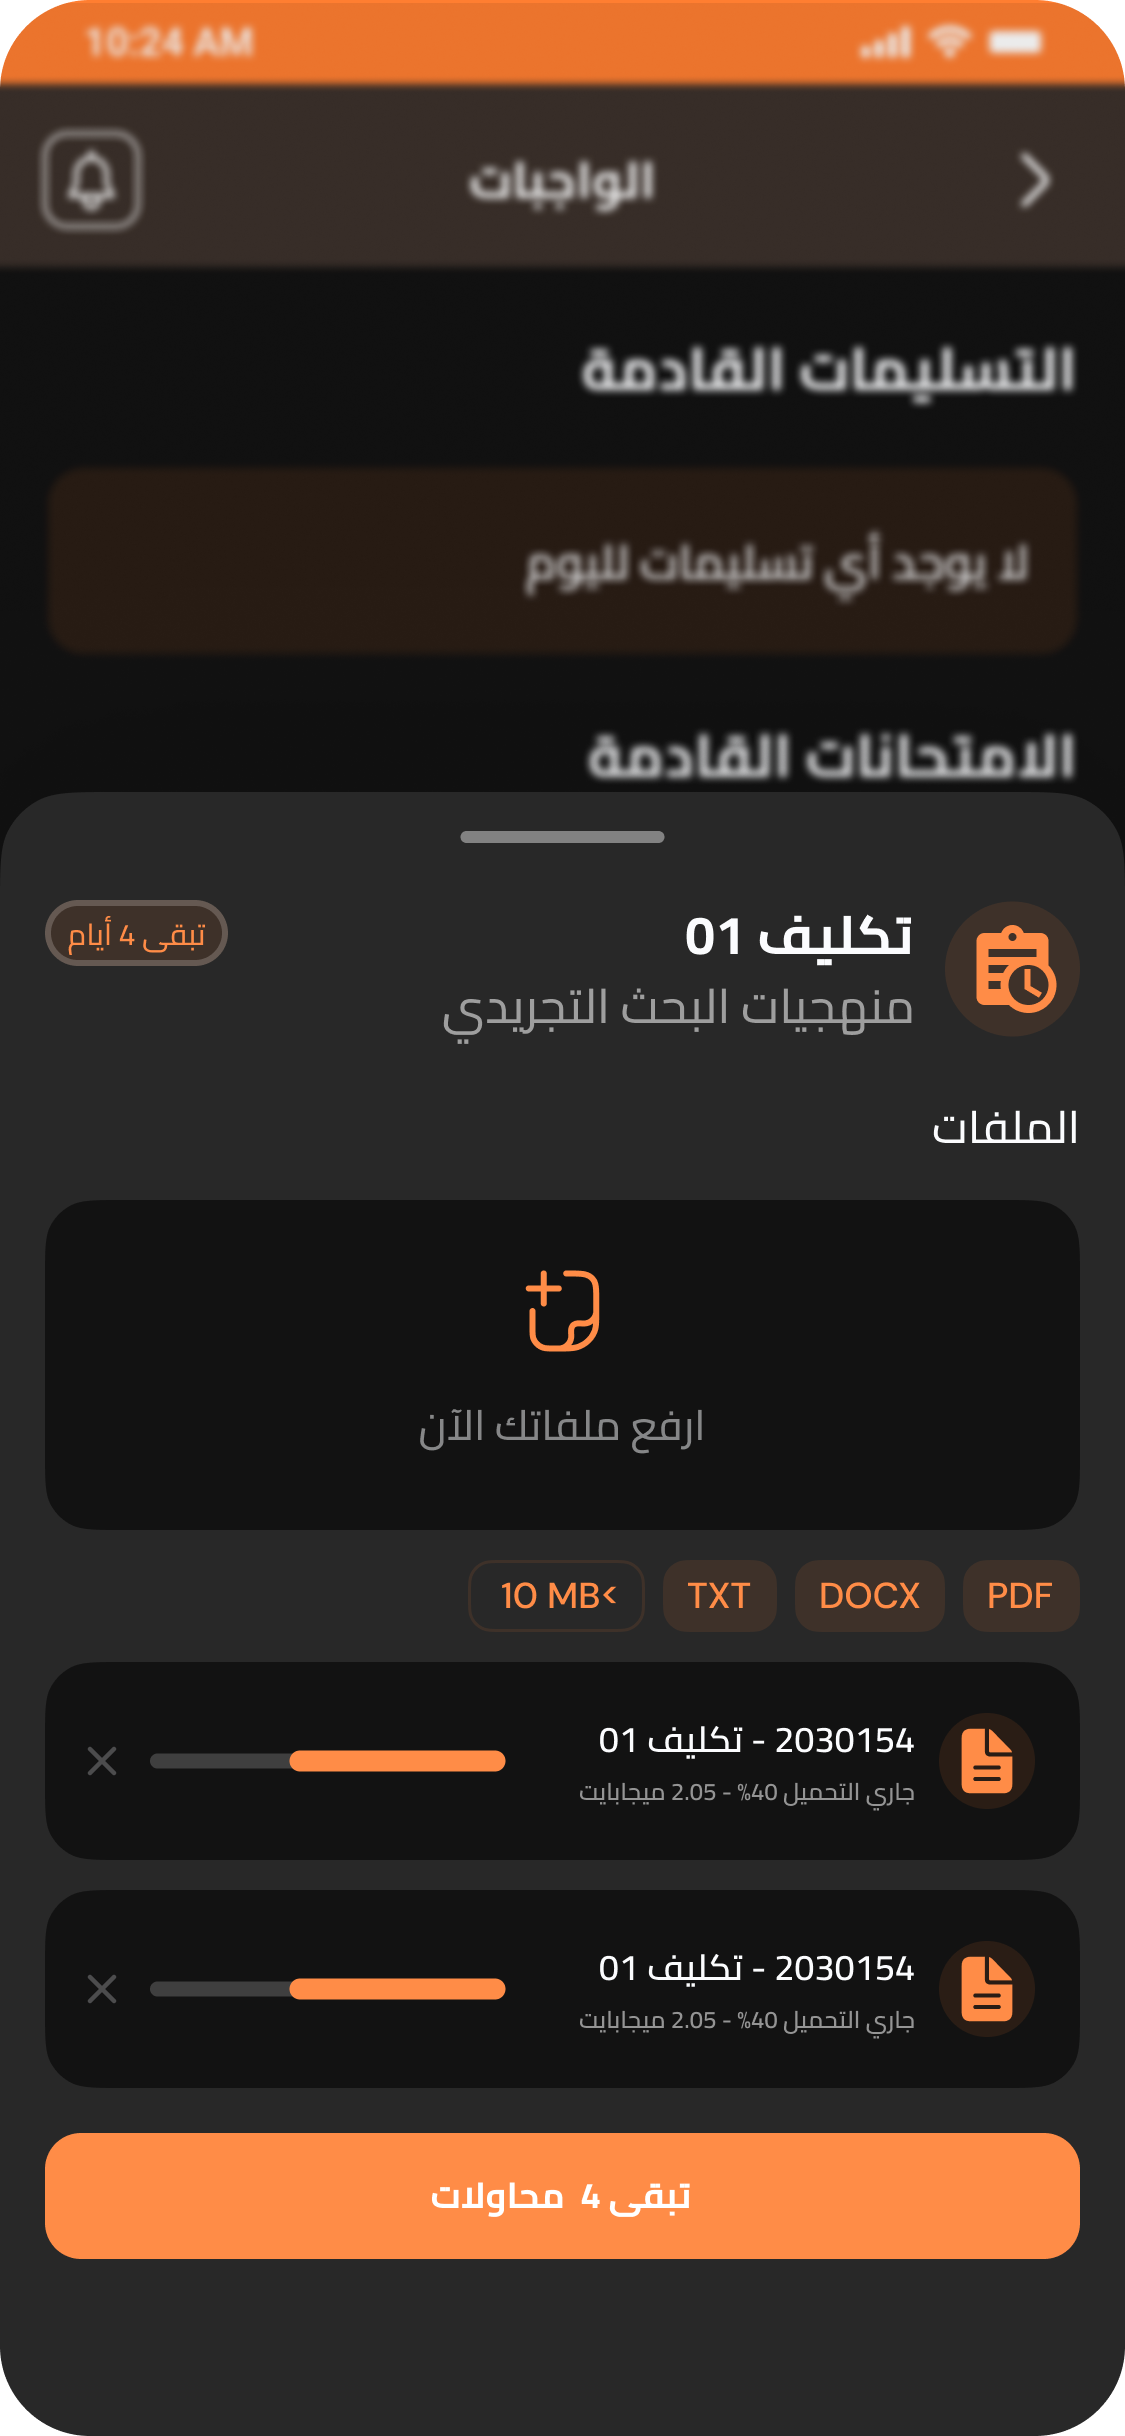 10:24 AM
الواجبات
التسليمات القادمة
لا يوجد أي تسليمات لليوم
الامتحانات القادمة
تكليف 01
تبقى 4 أيام
منهجيات البحث التجريدي
الملفات
ارفع ملفاتك الآن
PDF DOCX TXT 10 MB<
2030154 - تكليف 01
جاري التحميل 40% - 2.05 ميجابايت
2030154 - تكليف 01
جاري التحميل 40% - 2.05 ميجابايت
تبقى 4 محاولات